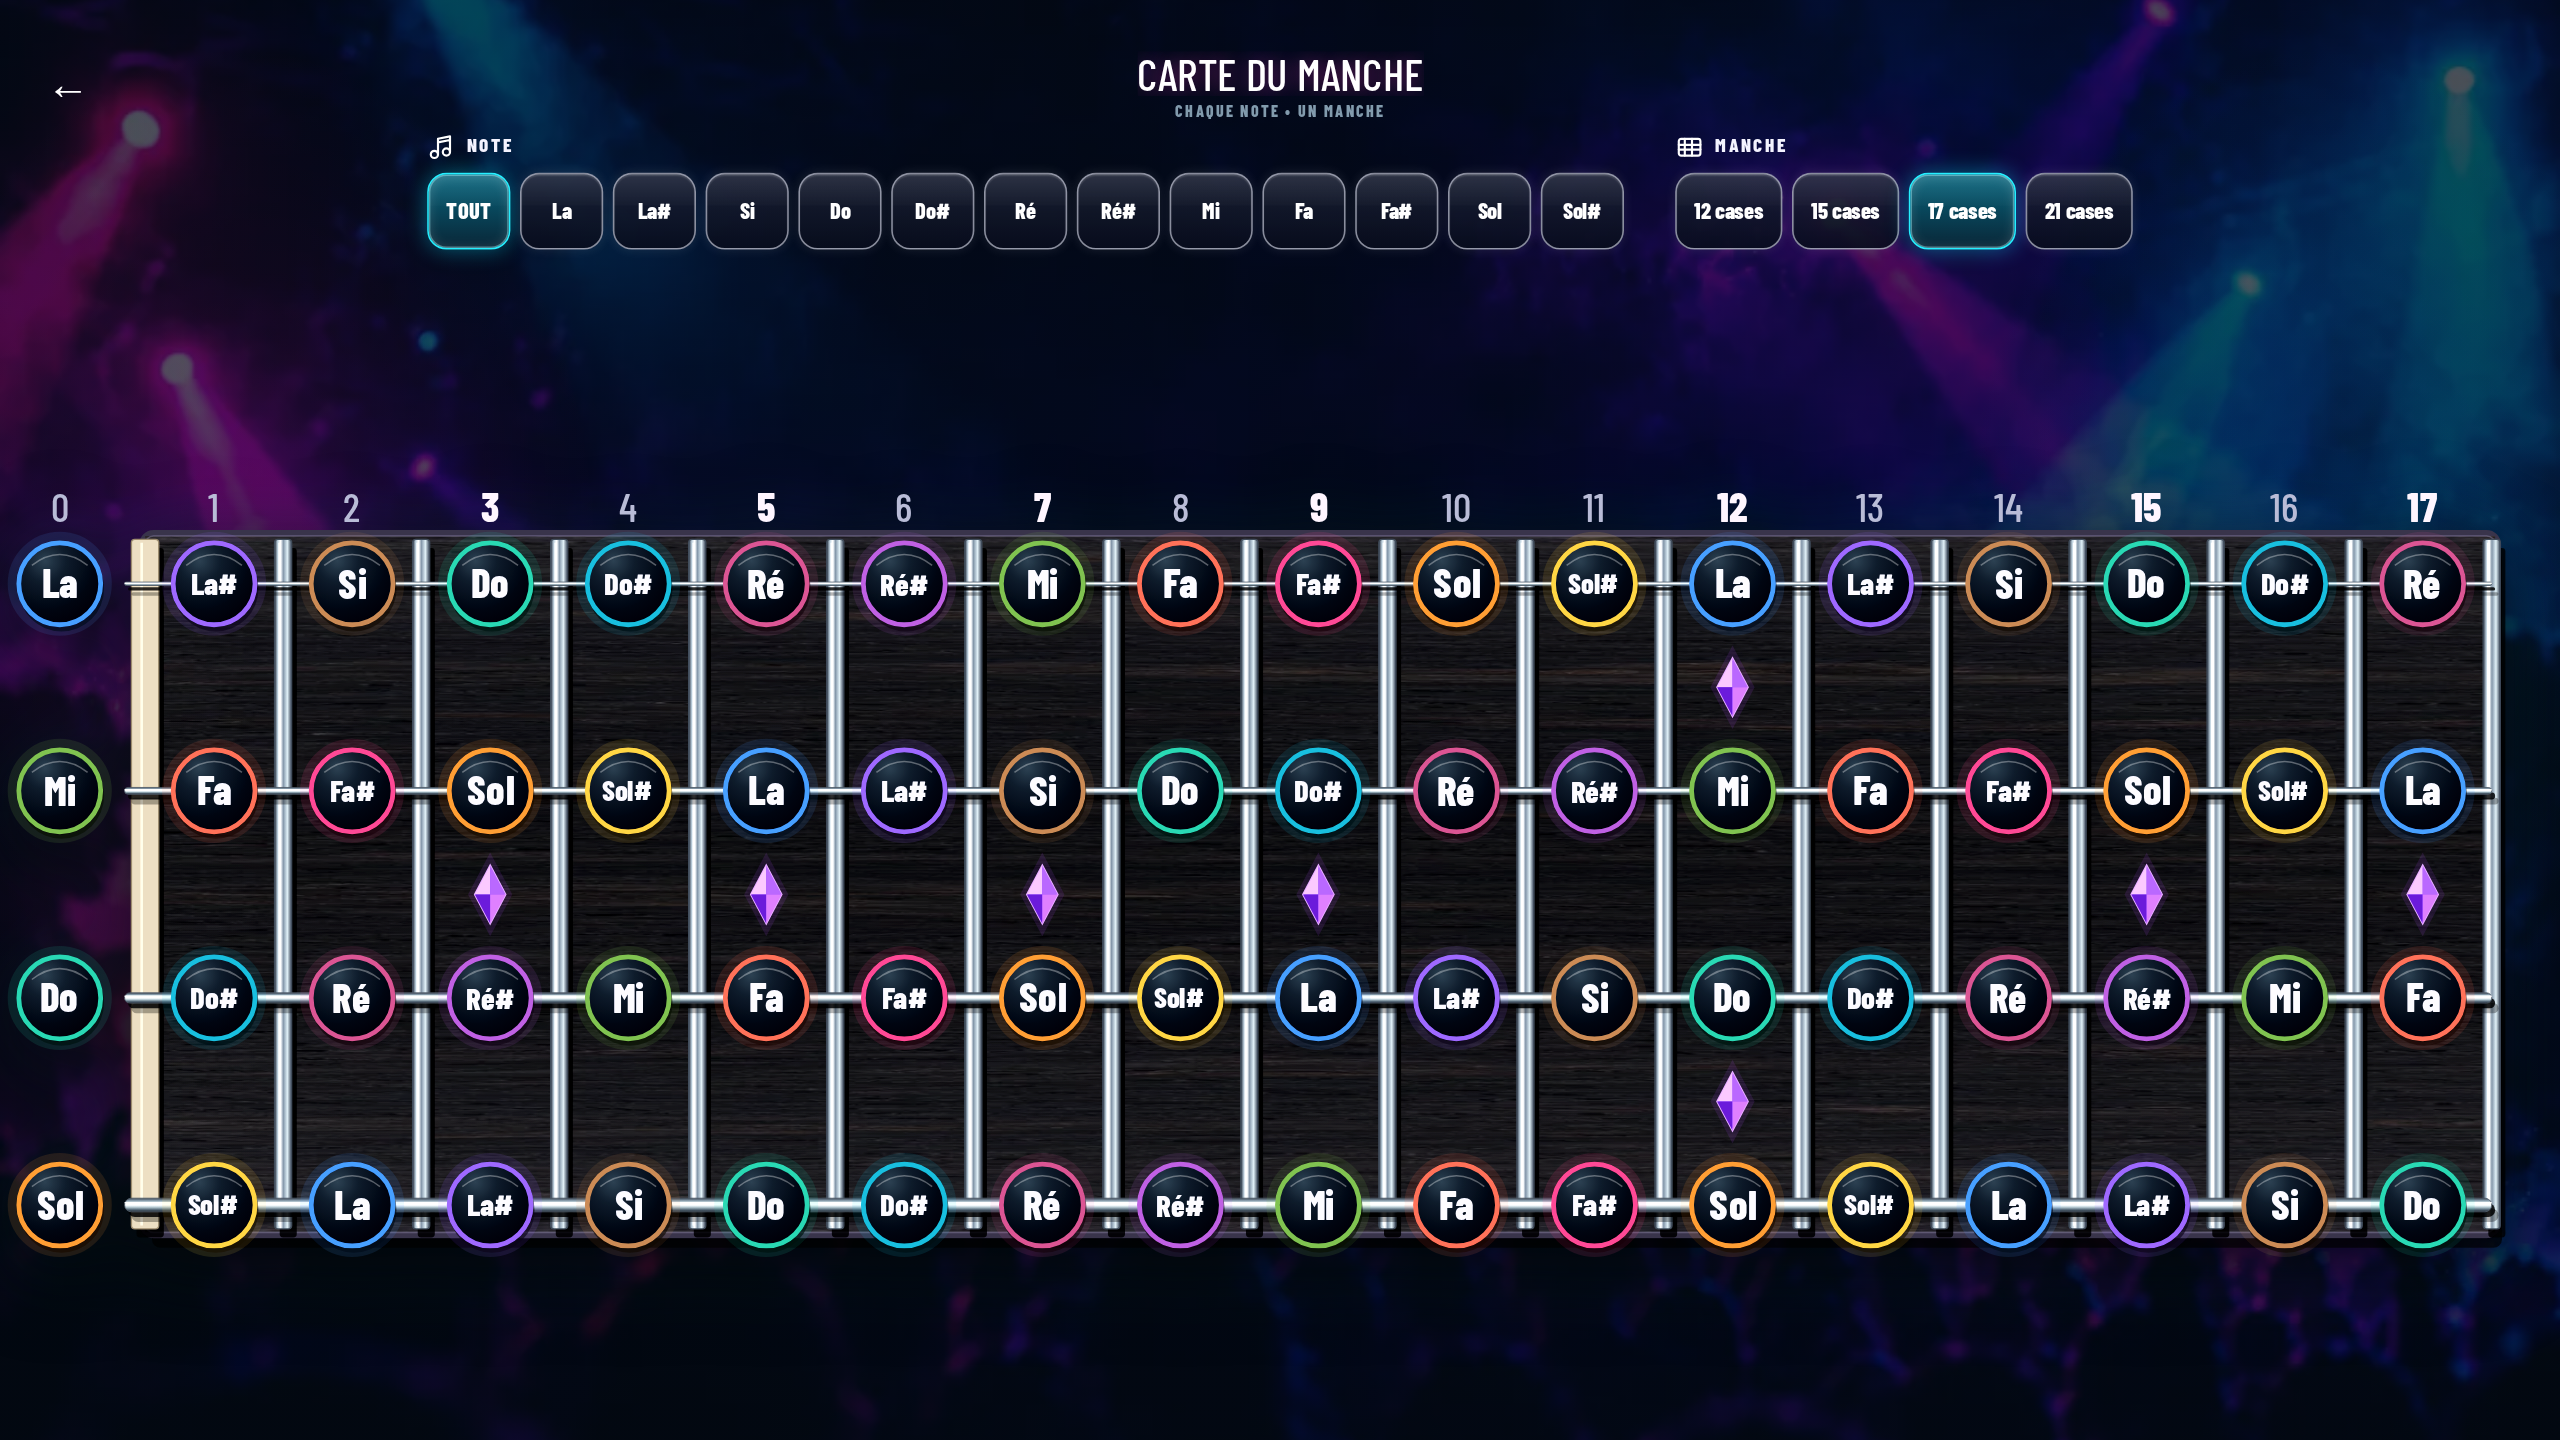 ←
CARTE DU MANCHE
CHAQUE NOTE • UN MANCHE
NOTE
MANCHE
TOUT La La# Si Do Do# Ré Ré# Mi Fa Fa# Sol Sol#
12 cases 15 cases 17 cases 21 cases
0 1 2 3 4 5 6 7 8 9 10 11 12 13 14 15 16 17
La La# Si Do Do# Ré Ré# Mi Fa Fa# Sol Sol# La La# Si Do Do# Ré
Mi Fa Fa# Sol Sol# La La# Si Do Do# Ré Ré# Mi Fa Fa# Sol Sol# La
Do Do# Ré Ré# Mi Fa Fa# Sol Sol# La La# Si Do Do# Ré Ré# Mi Fa
Sol Sol# La La# Si Do Do# Ré Ré# Mi Fa Fa# Sol Sol# La La# Si Do